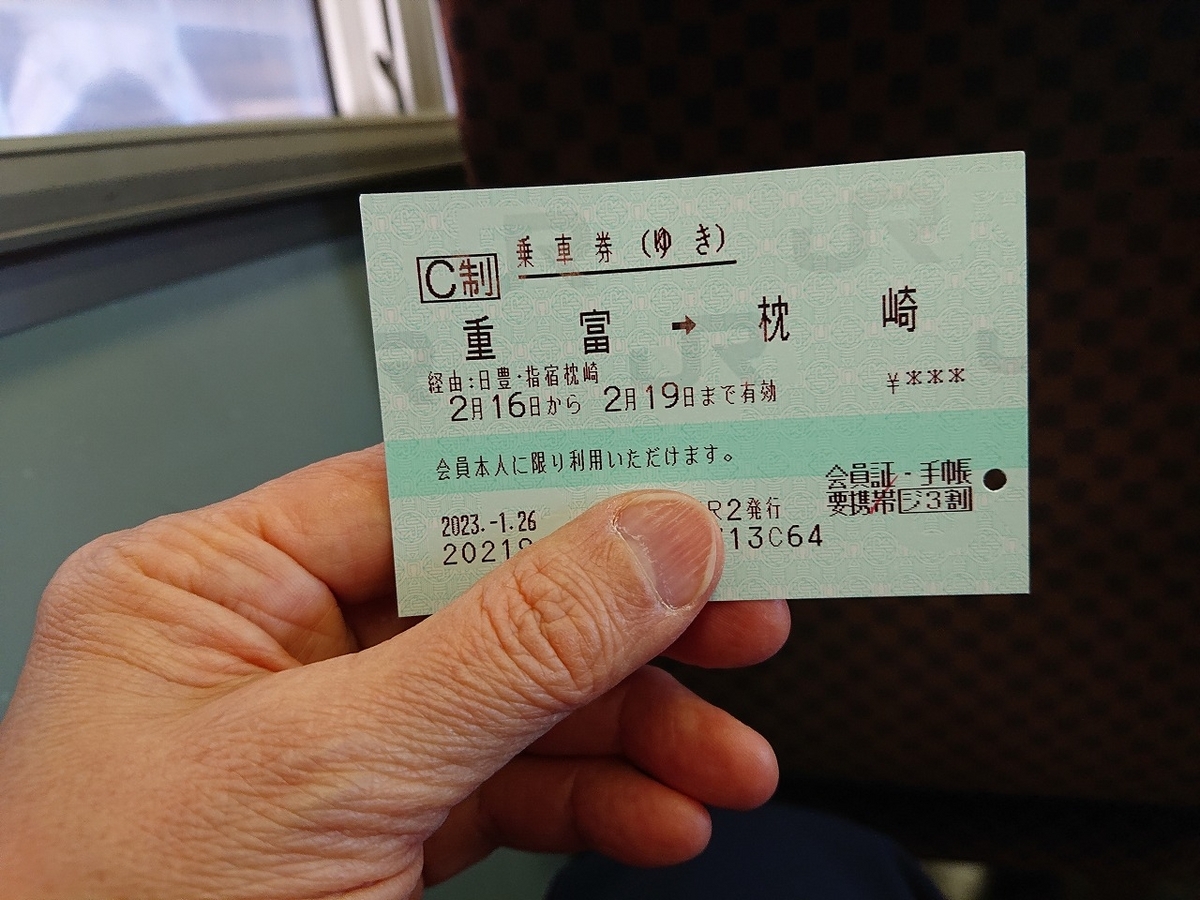 C制 乗車券(ゆき)
重富➡枕崎
経由:日豊・指宿枕崎
2月16日から 2月19日まで有効 ¥***
会員本人に限り利用いただけます。
会員証・手帳
要携帯ジ3割
2023.-1.26 R2発行
20219 13C64